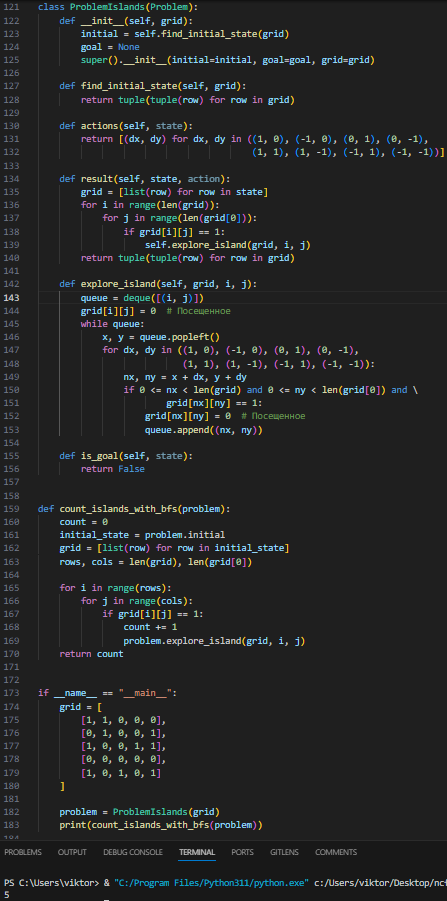 121 class ProblemIslands(Problem):
122     def __init__(self, grid):
123         initial = self.find_initial_state(grid)
124         goal = None
125         super().__init__(initial=initial, goal=goal, grid=grid)
126
127     def find_initial_state(self, grid):
128         return tuple(tuple(row) for row in grid)
129
130     def actions(self, state):
131         return [(dx, dy) for dx, dy in ((1, 0), (-1, 0), (0, 1), (0, -1),
132                                         (1, 1), (1, -1), (-1, 1), (-1, -1))]
133
134     def result(self, state, action):
135         grid = [list(row) for row in state]
136         for i in range(len(grid)):
137             for j in range(len(grid[0])):
138                 if grid[i][j] == 1:
139                     self.explore_island(grid, i, j)
140         return tuple(tuple(row) for row in grid)
141
142     def explore_island(self, grid, i, j):
143         queue = deque([(i, j)])
144         grid[i][j] = 0  # Посещенное
145         while queue:
146             x, y = queue.popleft()
147             for dx, dy in ((1, 0), (-1, 0), (0, 1), (0, -1),
148                            (1, 1), (1, -1), (-1, 1), (-1, -1)):
149                 nx, ny = x + dx, y + dy
150                 if 0 <= nx < len(grid) and 0 <= ny < len(grid[0]) and \
151                         grid[nx][ny] == 1:
152                     grid[nx][ny] = 0  # Посещенное
153                     queue.append((nx, ny))
154
155     def is_goal(self, state):
156         return False
157
158
159 def count_islands_with_bfs(problem):
160     count = 0
161     initial_state = problem.initial
162     grid = [list(row) for row in initial_state]
163     rows, cols = len(grid), len(grid[0])
164
165     for i in range(rows):
166         for j in range(cols):
167             if grid[i][j] == 1:
168                 count += 1
169                 problem.explore_island(grid, i, j)
170     return count
171
172
173 if __name__ == "__main__":
174     grid = [
175         [1, 1, 0, 0, 0],
176         [0, 1, 0, 0, 1],
177         [1, 0, 0, 1, 1],
178         [0, 0, 0, 0, 0],
179         [1, 0, 1, 0, 1]
180     ]
181
182     problem = ProblemIslands(grid)
183     print(count_islands_with_bfs(problem))
PROBLEMS OUTPUT DEBUG CONSOLE TERMINAL PORTS GITLENS COMMENTS
PS C:\Users\viktor> & "C:/Program Files/Python311/python.exe" c:/Users/viktor/Desktop/
5